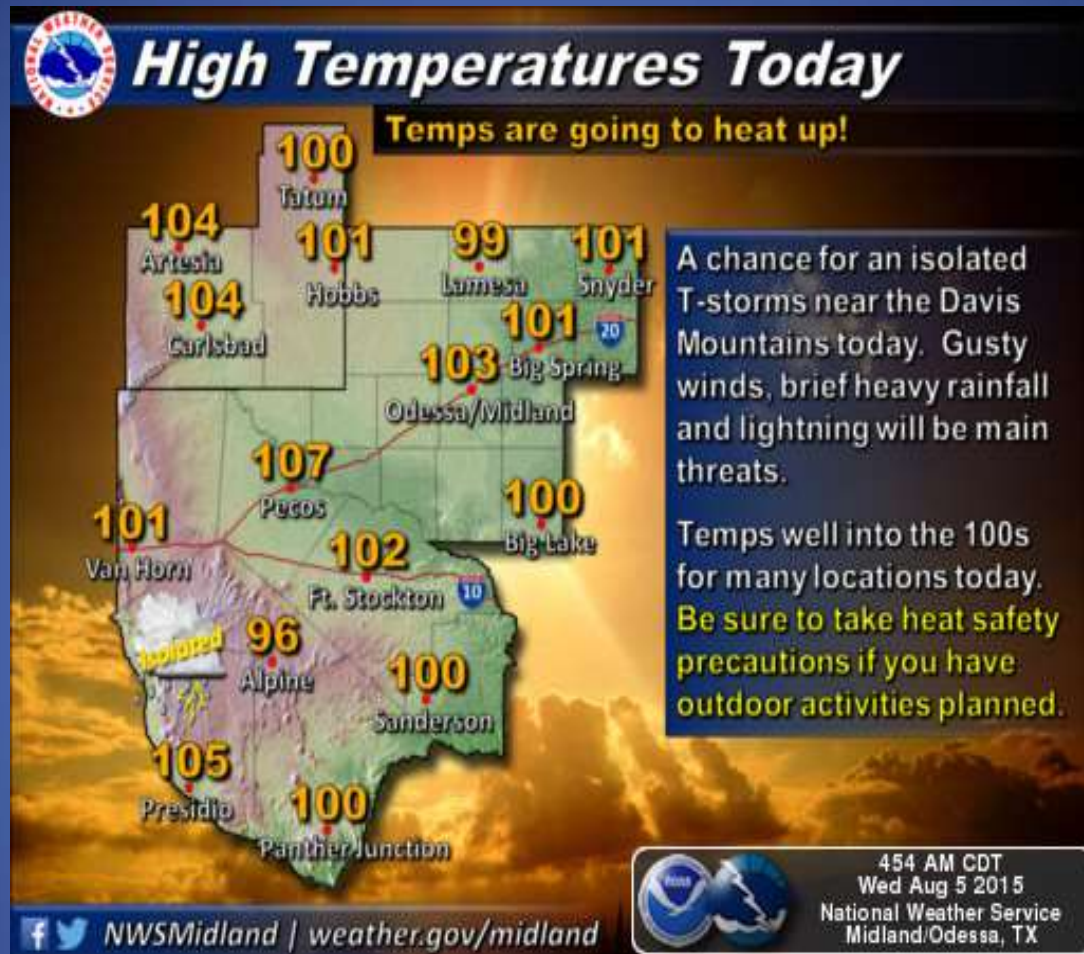 NATIONAL WEATHER SERVICE
High Temperatures Today
Temps are going to heat up!
100
Tatum
104
Artesia
101
Hobbs
99
Lamesa
101
Snyder
104
Carlsbad
101
Big Spring
20
103
Odessa/Midland
107
Pecos
100
Big Lake
101
Van Horn
102
Ft. Stockton
10
Isolated
96
Alpine
100
Sanderson
105
Presidio
100
Panther Junction
A chance for an isolated
T-storms near the Davis
Mountains today. Gusty
winds, brief heavy rainfall
and lightning will be main
threats.
Temps well into the 100s
for many locations today.
Be sure to take heat safety
precautions if you have
outdoor activities planned.
NWSMidland | weather.gov/midland
noaa
454 AM CDT
Wed Aug 5 2015
National Weather Service
Midland/Odessa, TX